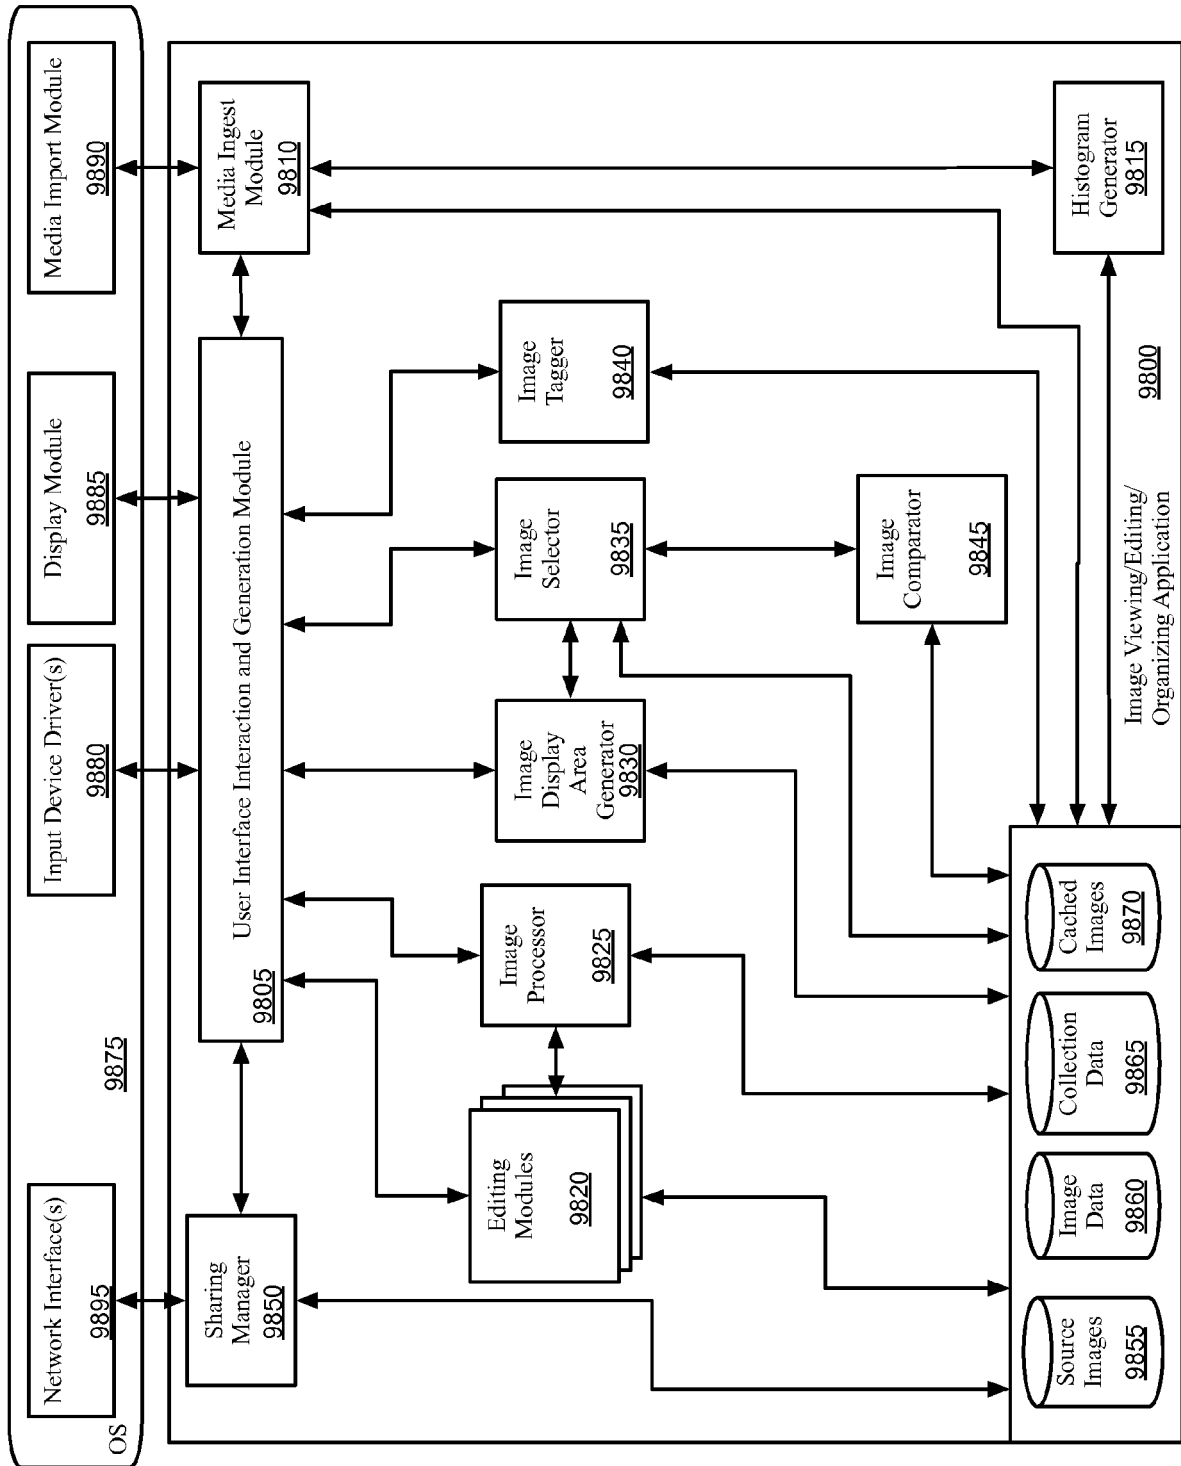 OS
9875
Network Interface(s)
9895
Input Device Driver(s)
9880
Display Module
9885
Media Import Module
9890
Sharing
Manager
9850
User Interface Interaction and Generation Module
9805
Media Ingest
Module
9810
Editing
Modules
9820
Image
Processor
9825
Image
Display
Area
Generator
9830
Image
Selector
9835
Image
Tagger
9840
Image
Comparator
9845
Histogram
Generator
9815
Source
Images
9855
Image
Data
9860
Collection
Data
9865
Cached
Images
9870
Image Viewing/Editing/
Organizing Application
9800